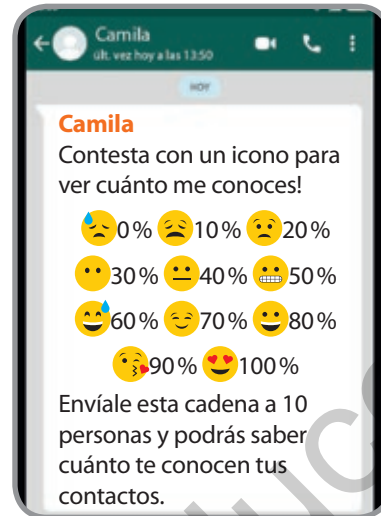 Camila
últ. vez hoy a las 13:50
HOY
Camila
Contesta con un icono para
ver cuánto me conoces!
0% 10% 20%
30% 40% 50%
60% 70% 80%
90% 100%
Envíale esta cadena a 10
personas y podrás saber
cuánto te conocen tus
contactos.